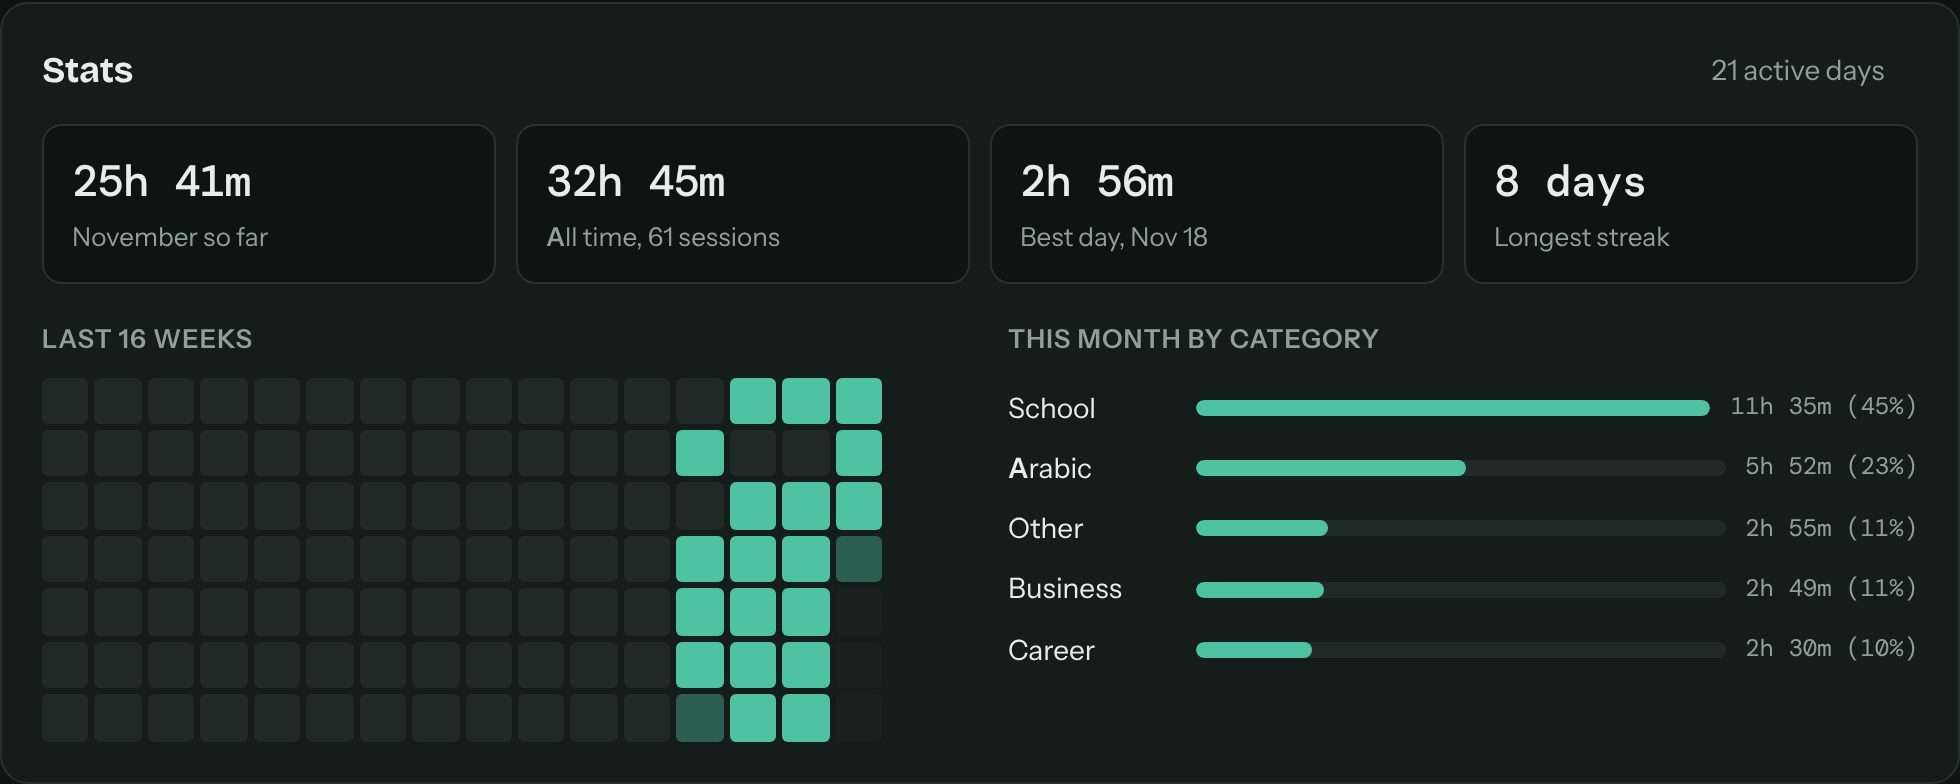 Stats
21 active days
25h 41m
November so far
32h 45m
All time, 61 sessions
2h 56m
Best day, Nov 18
8 days
Longest streak
LAST 16 WEEKS
THIS MONTH BY CATEGORY
School 11h 35m (45%)
Arabic 5h 52m (23%)
Other 2h 55m (11%)
Business 2h 49m (11%)
Career 2h 30m (10%)